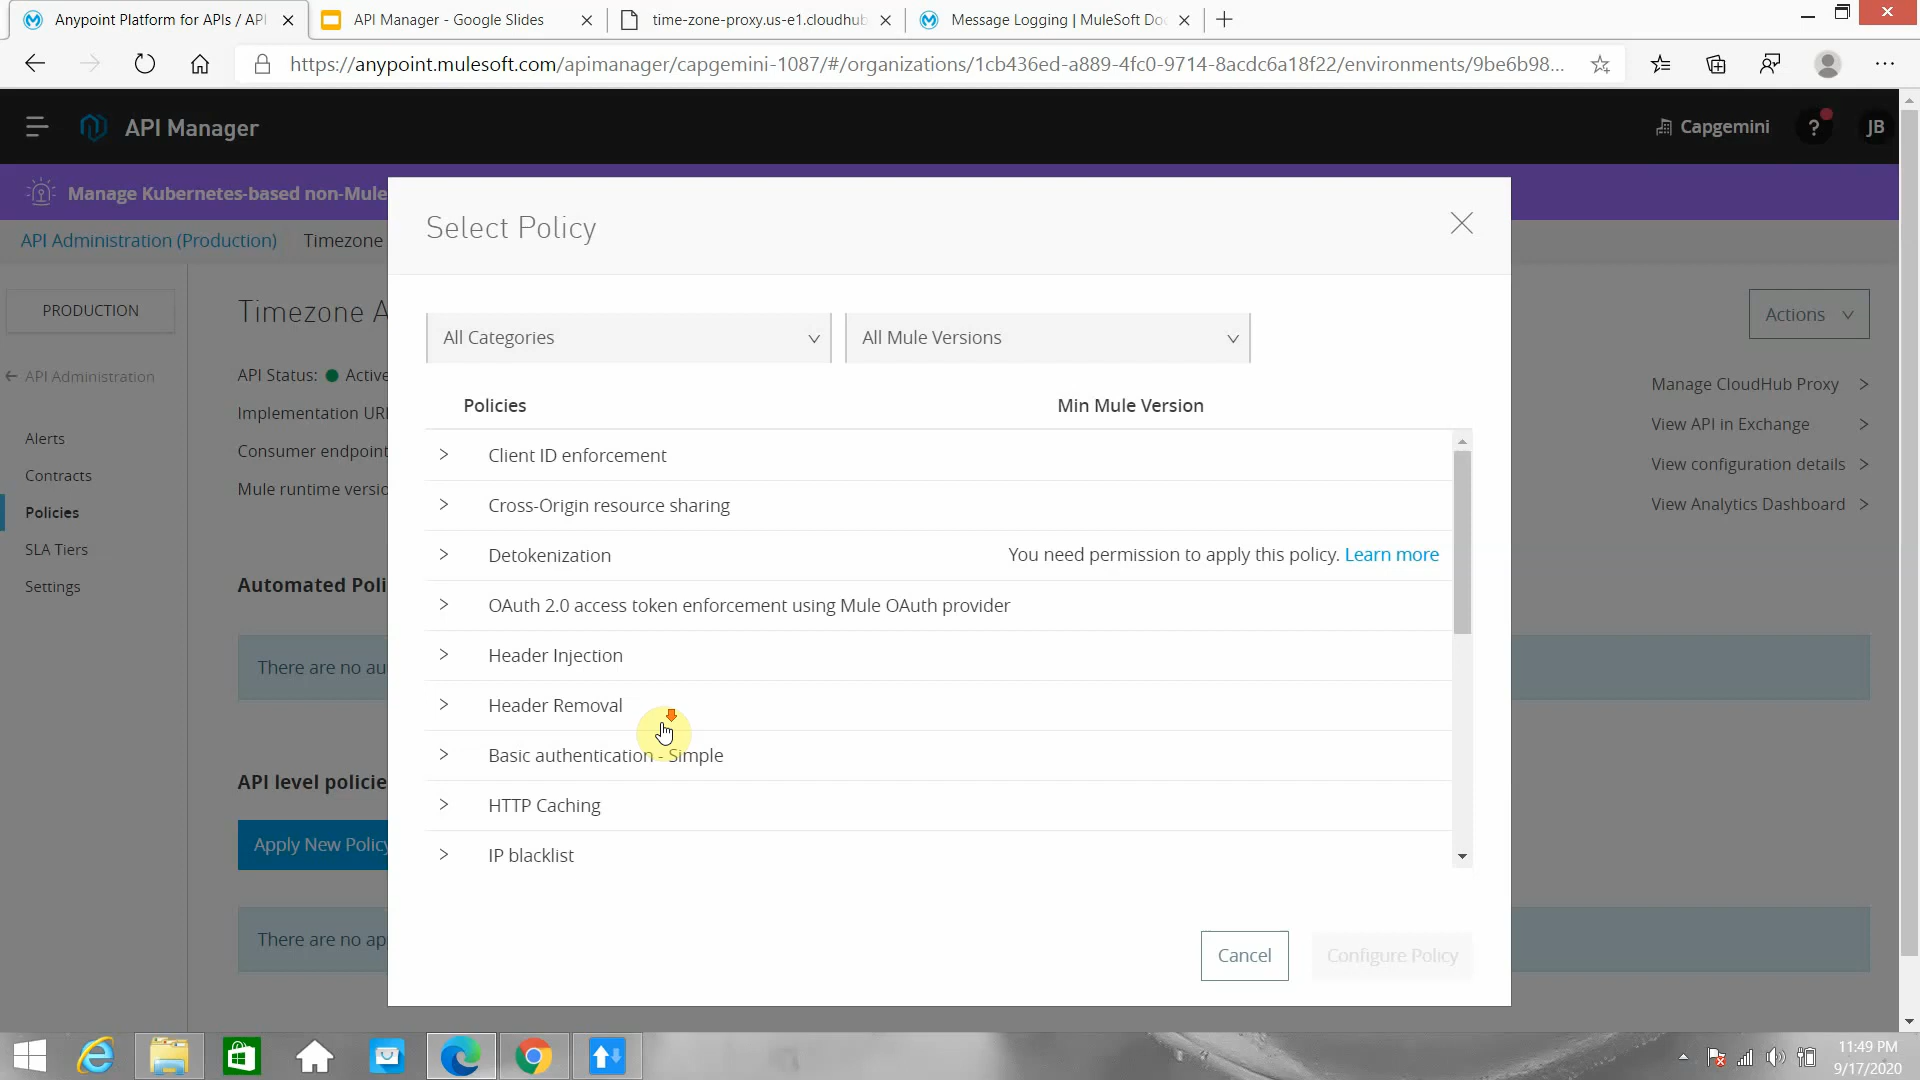 Anypoint Platform for APIs / API
API Manager - Google Slides
time-zone-proxy.us-e1.cloudhub
Message Logging | MuleSoft Do
https://anypoint.mulesoft.com/apimanager/capgemini-1087/#/organizations/1cb436ed-a889-4fc0-9714-8acdc6a18f22/environments/9be6b98...
API Manager
Capgemini
?
JB
Manage Kubernetes-based non-Mule
API Administration (Production)
Timezone
PRODUCTION
API Administration
Alerts
Contracts
Policies
SLA Tiers
Settings
Timezone A
API Status: Active
Implementation URI
Consumer endpoint
Mule runtime versio
Automated Poli
There are no au
API level policie
Apply New Policy
There are no ap
Select Policy
All Categories
All Mule Versions
Policies
Min Mule Version
Client ID enforcement
Cross-Origin resource sharing
Detokenization
You need permission to apply this policy. Learn more
OAuth 2.0 access token enforcement using Mule OAuth provider
Header Injection
Header Removal
Basic authentication - Simple
HTTP Caching
IP blacklist
Cancel
Configure Policy
Actions
Manage CloudHub Proxy
View API in Exchange
View configuration details
View Analytics Dashboard
11:49 PM
9/17/2020